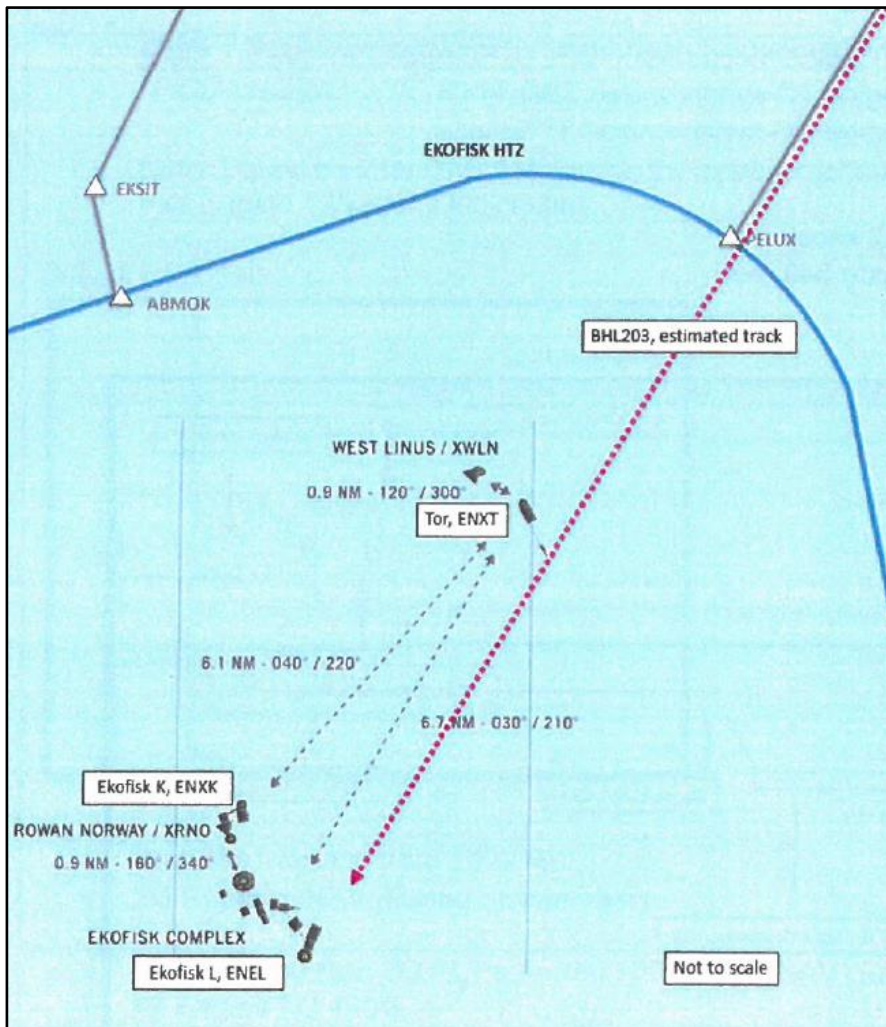 EKOFISK HTZ
EKSIT
PELUX
ABMOK
BHL203, estimated track
WEST LINUS / XWLN
0.9 NM - 120° / 300°
Tor, ENXT
6.1 NM - 040° / 220°
6.7 NM - 030° / 210°
Ekofisk K, ENXK
ROWAN NORWAY / XRNO
0.9 NM - 160° / 340°
EKOFISK COMPLEX
Ekofisk L, ENEL
Not to scale